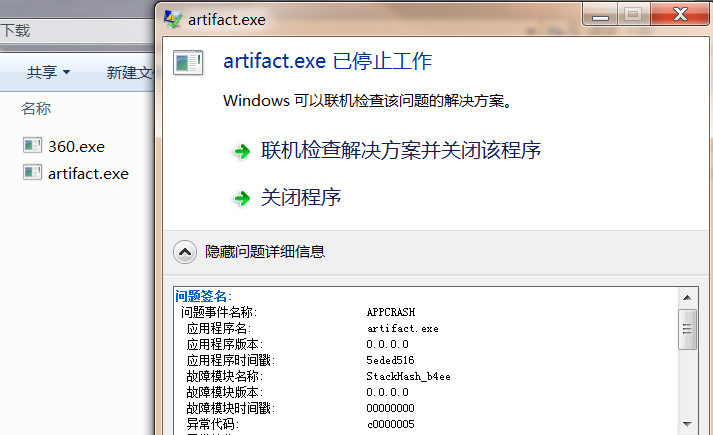 artifact.exe
下载
共享
新建文
名称
360.exe
artifact.exe
artifact.exe 已停止工作
Windows 可以联机检查该问题的解决方案。
联机检查解决方案并关闭该程序
关闭程序
隐藏问题详细信息
问题签名:
问题事件名称: APPCRASH
应用程序名: artifact.exe
应用程序版本: 0.0.0.0
应用程序时间戳: 5eded516
故障模块名称: StackHash_b4ee
故障模块版本: 0.0.0.0
故障模块时间戳: 00000000
异常代码: c0000005